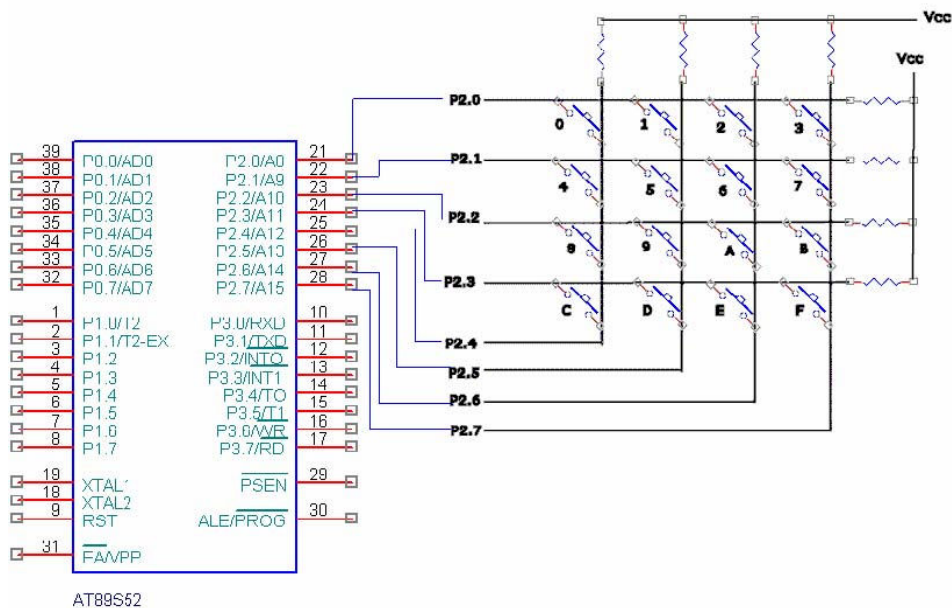 Vcc
Vcc
P2.0
0 1 2 3
P2.1
4 5 6 7
P2.2
9 9 A B
P2.3
C D E F
P2.4
P2.5
P2.6
P2.7
39 P0.0/AD0 P2.0/A0 21
38 P0.1/AD1 P2.1/A9 22
37 P0.2/AD2 P2.2/A10 23
36 P0.3/AD3 P2.3/A11 24
35 P0.4/AD4 P2.4/A12 25
34 P0.5/AD5 P2.5/A13 26
33 P0.6/AD6 P2.6/A14 27
32 P0.7/AD7 P2.7/A15 28
1 P1.0/T2 P3.0/RXD 10
2 P1.1/T2-EX P3.1/TXD 11
3 P1.2 P3.2/INTO 12
4 P1.3 P3.3/INT1 13
5 P1.4 P3.4/TO 14
6 P1.5 P3.5/T1 15
7 P1.6 P3.6/WR 16
8 P1.7 P3.7/RD 17
19 XTAL1 PSEN 29
18 XTAL2
9 RST ALE/PROG 30
31 EA/VPP
AT89S52